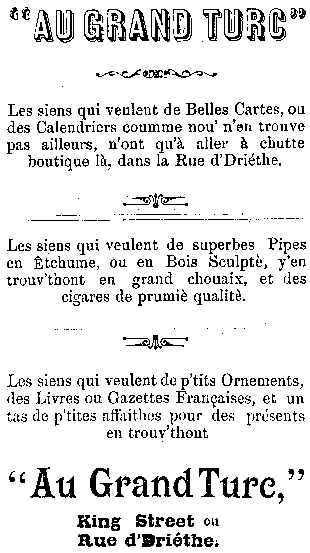 "AU GRAND TURC"
Les siens qui veulent de Belles Cartes, ou
des Calendriers coumme nou' n'en trouve
pas ailleurs, n'ont qu'à aller à chutte
boutique là, dans la Rue d'Driéthe.
Les siens qui veulent de superbes Pipes
en Êtchume, ou en Bois Sculptè, y'en
trouv'thont en grand chouaix, et des
cigares de prumiè qualitè.
Les siens qui veulent de p'tits Ornements,
des Livres ou Gazettes Françaises, et un
tas de p'tites affaithes pour des présents
en trouv'thont
"Au Grand Turc,"
King Street ou
Rue d'Driéthe.